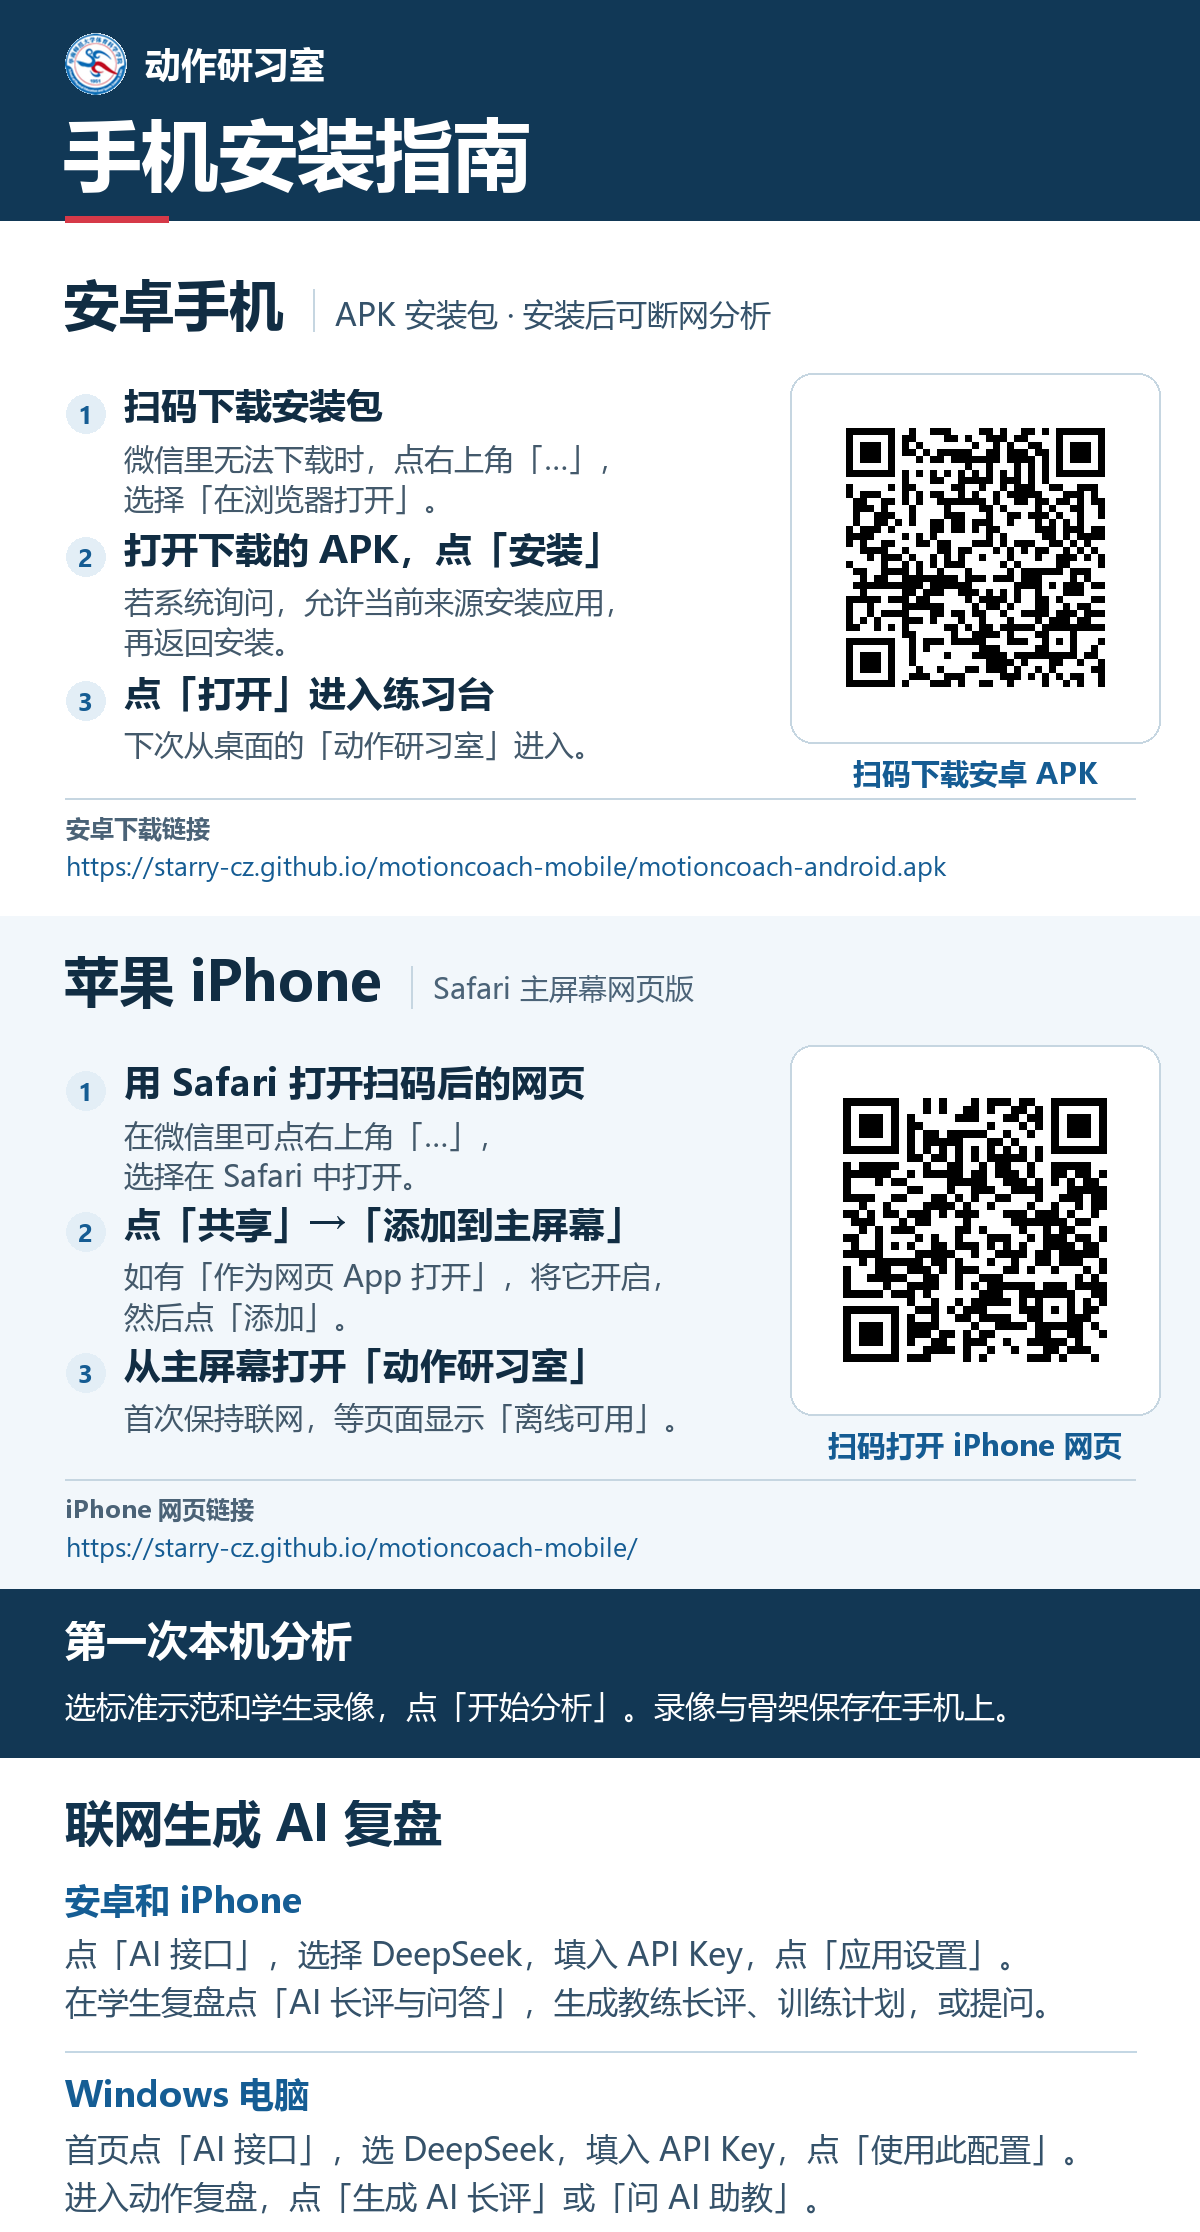 动作研习室
手机安装指南
安卓手机
APK 安装包 · 安装后可断网分析
1
扫码下载安装包
微信里无法下载时，点右上角「...」，
选择「在浏览器打开」。
2
打开下载的 APK，点「安装」
若系统询问，允许当前来源安装应用，
再返回安装。
3
点「打开」进入练习台
下次从桌面的「动作研习室」进入。
扫码下载安卓 APK
安卓下载链接
https://starry-cz.github.io/motioncoach-mobile/motioncoach-android.apk
苹果 iPhone
Safari 主屏幕网页版
1
用 Safari 打开扫码后的网页
在微信里可点右上角「...」，
选择在 Safari 中打开。
2
点「共享」→「添加到主屏幕」
如有「作为网页 App 打开」，将它开启，
然后点「添加」。
3
从主屏幕打开「动作研习室」
首次保持联网，等页面显示「离线可用」。
扫码打开 iPhone 网页
iPhone 网页链接
https://starry-cz.github.io/motioncoach-mobile/
第一次本机分析
选标准示范和学生录像，点「开始分析」。录像与骨架保存在手机上。
联网生成 AI 复盘
安卓和 iPhone
点「AI 接口」，选择 DeepSeek，填入 API Key，点「应用设置」。
在学生复盘点「AI 长评与问答」，生成教练长评、训练计划，或提问。
Windows 电脑
首页点「AI 接口」，选 DeepSeek，填入 API Key，点「使用此配置」。
进入动作复盘，点「生成 AI 长评」或「问 AI 助教」。